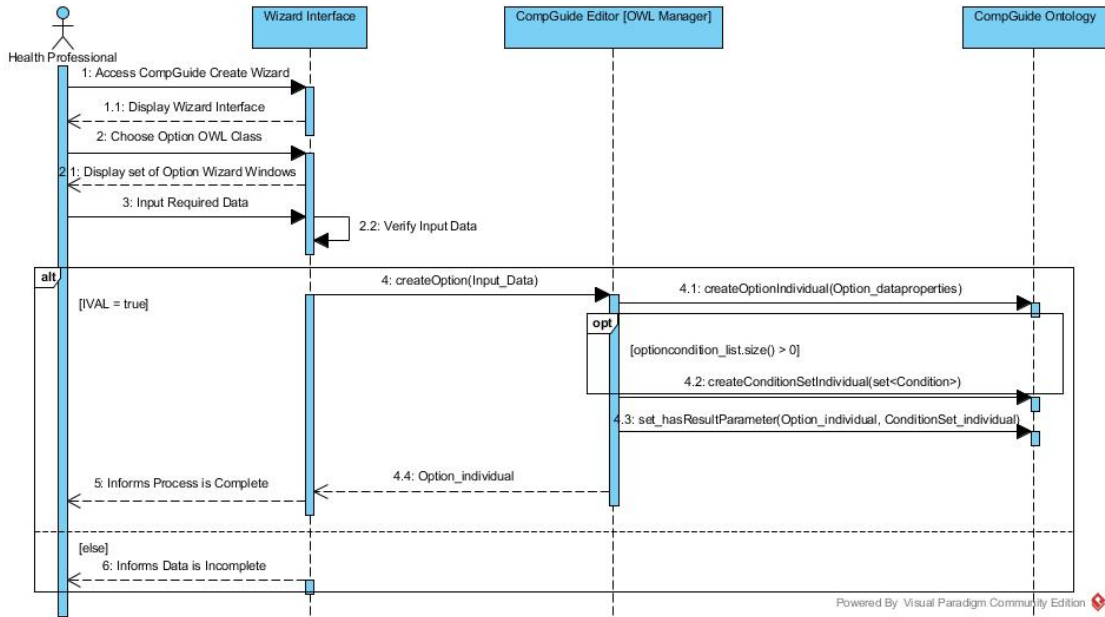 Wizard Interface
CompGuide Editor [OWL Manager]
CompGuide Ontology
Health Professional
1: Access CompGuide Create Wizard
1.1: Display Wizard Interface
2: Choose Option OWL Class
2.1: Display set of Option Wizard Windows
3: Input Required Data
2.2: Verify Input Data
alt
[IVAL = true]
4: createOption(Input_Data)
4.1: createOptionIndividual(Option_dataproperties)
opt
[optioncondition_list.size() > 0]
4.2: createConditionSetIndividual(set<Condition>)
4.3: set_hasResultParameter(Option_individual, ConditionSet_individual)
4.4: Option_individual
5: Informs Process is Complete
[else]
6: Informs Data is Incomplete
Powered By Visual Paradigm Community Edition